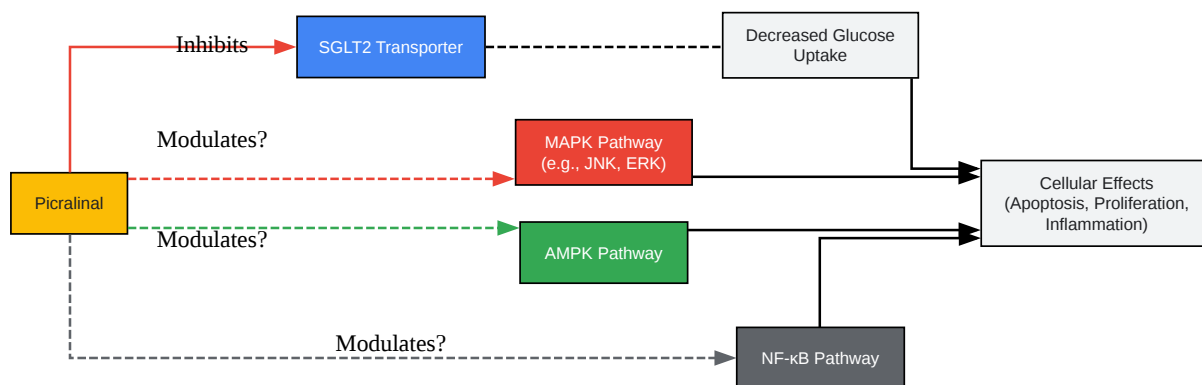 Inhibits
SGLT2 Transporter
Decreased Glucose
Uptake
Modulates?
MAPK Pathway
(e.g., JNK, ERK)
Picralinal
Cellular Effects
(Apoptosis, Proliferation,
Inflammation)
Modulates?
AMPK Pathway
Modulates?
NF-κB Pathway